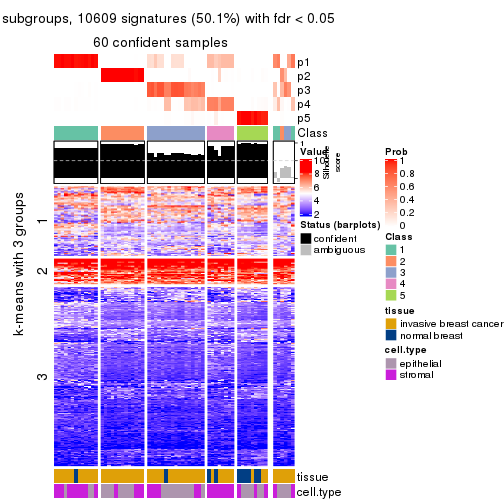 subgroups, 10609 signatures (50.1%) with fdr < 0.05
60 confident samples
p1
p2
p3
p4
p5
Class
1
Silhouette
score
k-means with 3 groups
1
2
3
tissue
cell.type
Value
10
8
6
4
2
Status (barplots)
confident
ambiguous
Prob
1
0.8
0.6
0.4
0.2
0
Class
1
2
3
4
5
tissue
invasive breast cancer
normal breast
cell.type
epithelial
stromal